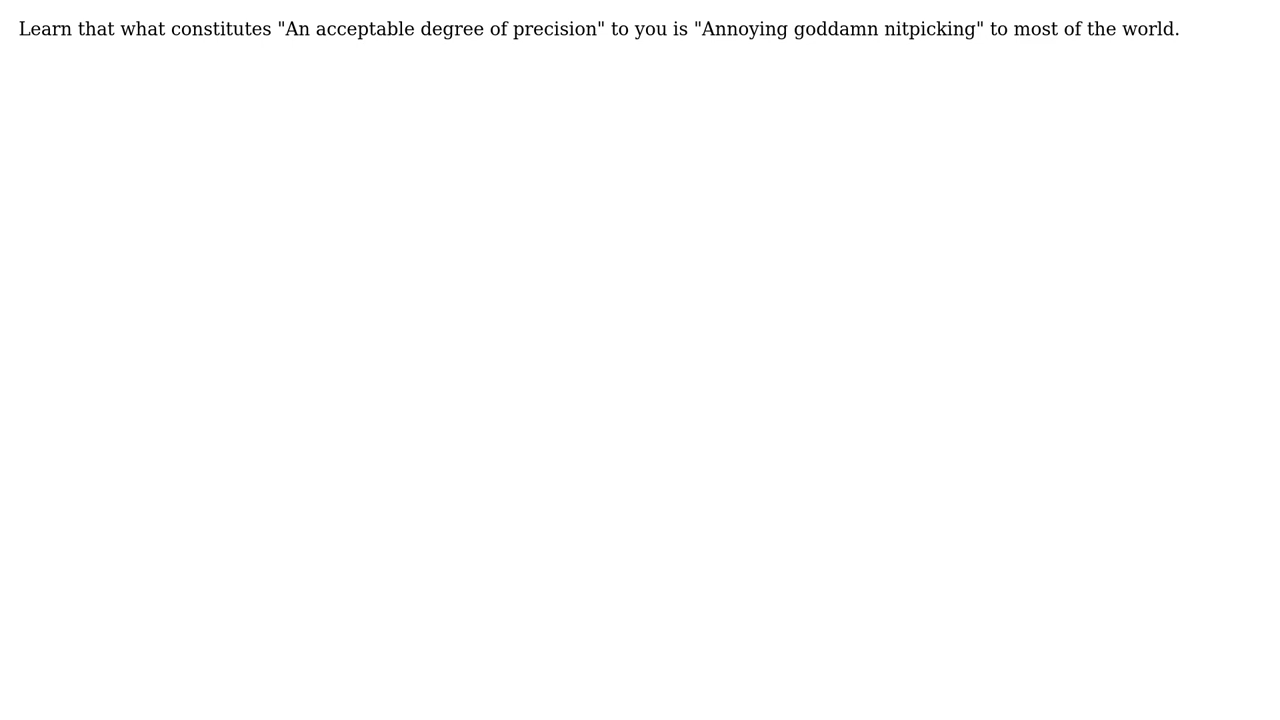 Learn that what constitutes "An acceptable degree of precision" to you is "Annoying goddamn nitpicking" to most of the world.